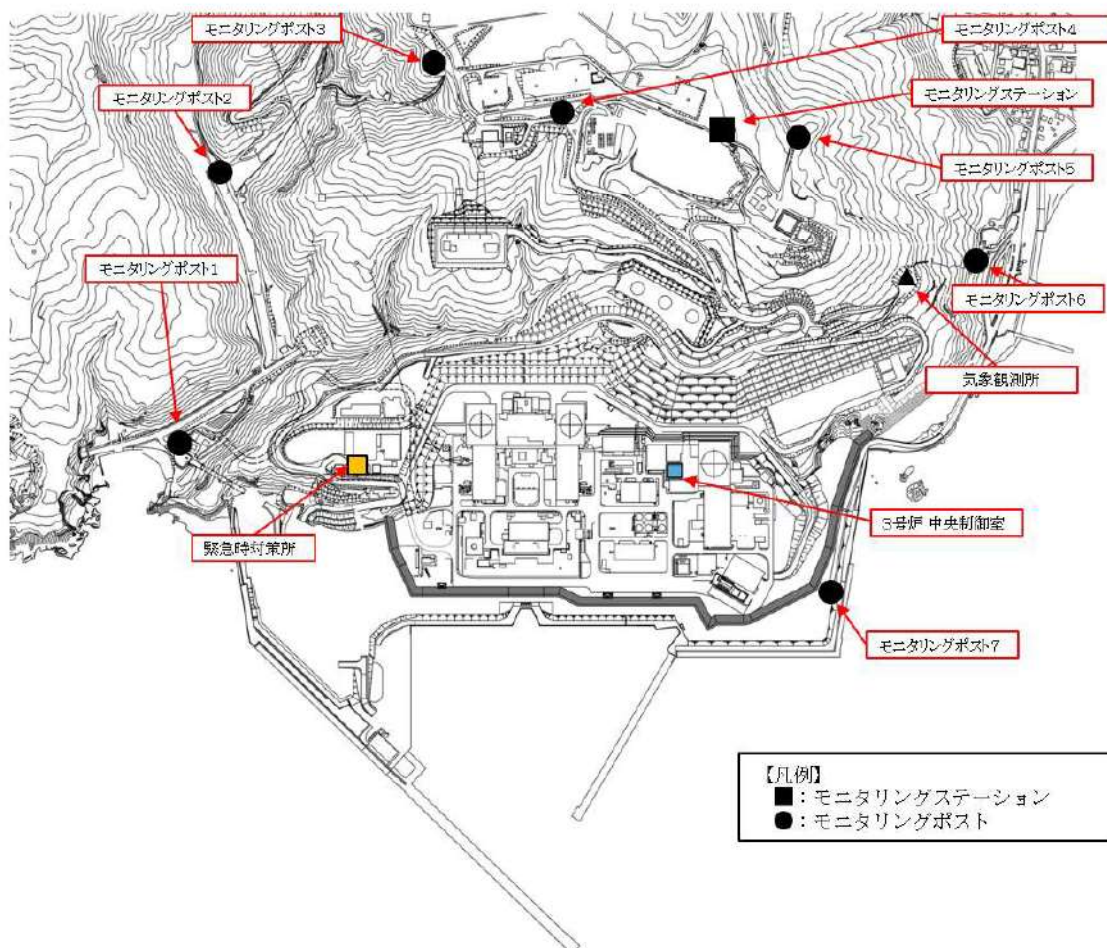 モニタリングポスト3
モニタリングポスト4
モニタリングポスト2
モニタリングステーション
モニタリングポスト5
モニタリングポスト1
モニタリングポスト6
気象観測所
3号炉 中央制御室
緊急時対策所
モニタリングポスト7
【凡例】
■：モニタリングステーション
●：モニタリングポスト